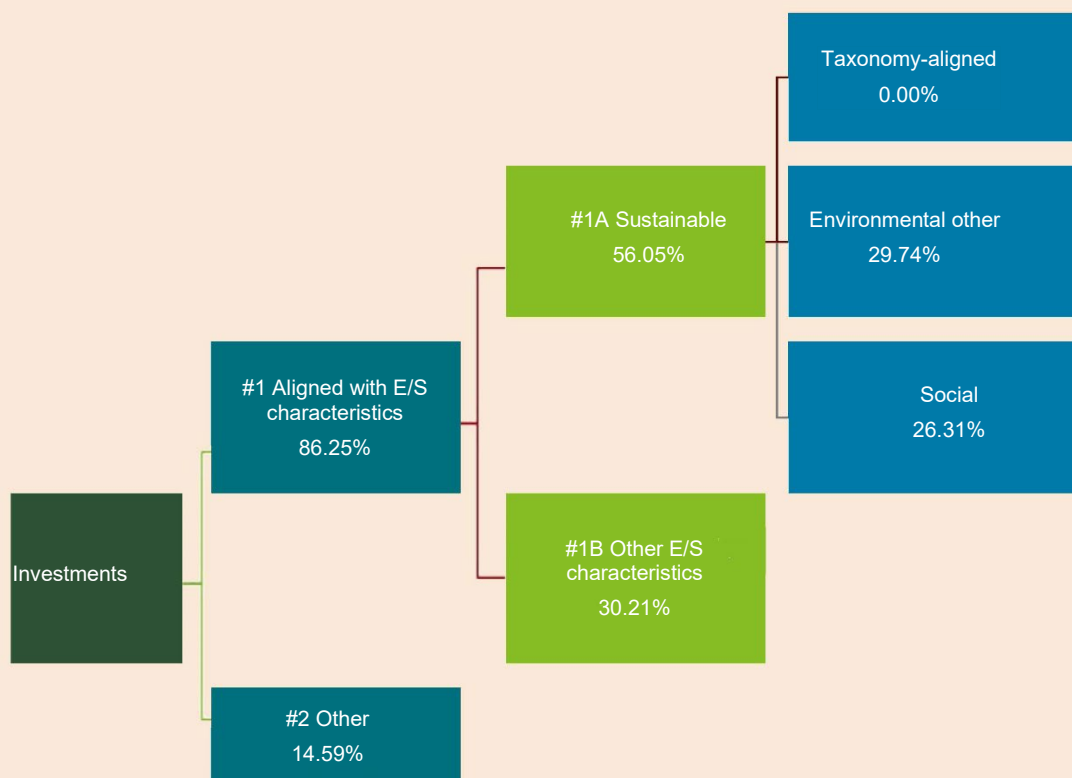 Taxonomy-aligned
0.00%
#1A Sustainable
56.05%
Environmental other
29.74%
#1 Aligned with E/S
characteristics
86.25%
Social
26.31%
Investments
#1B Other E/S
characteristics
30.21%
#2 Other
14.59%